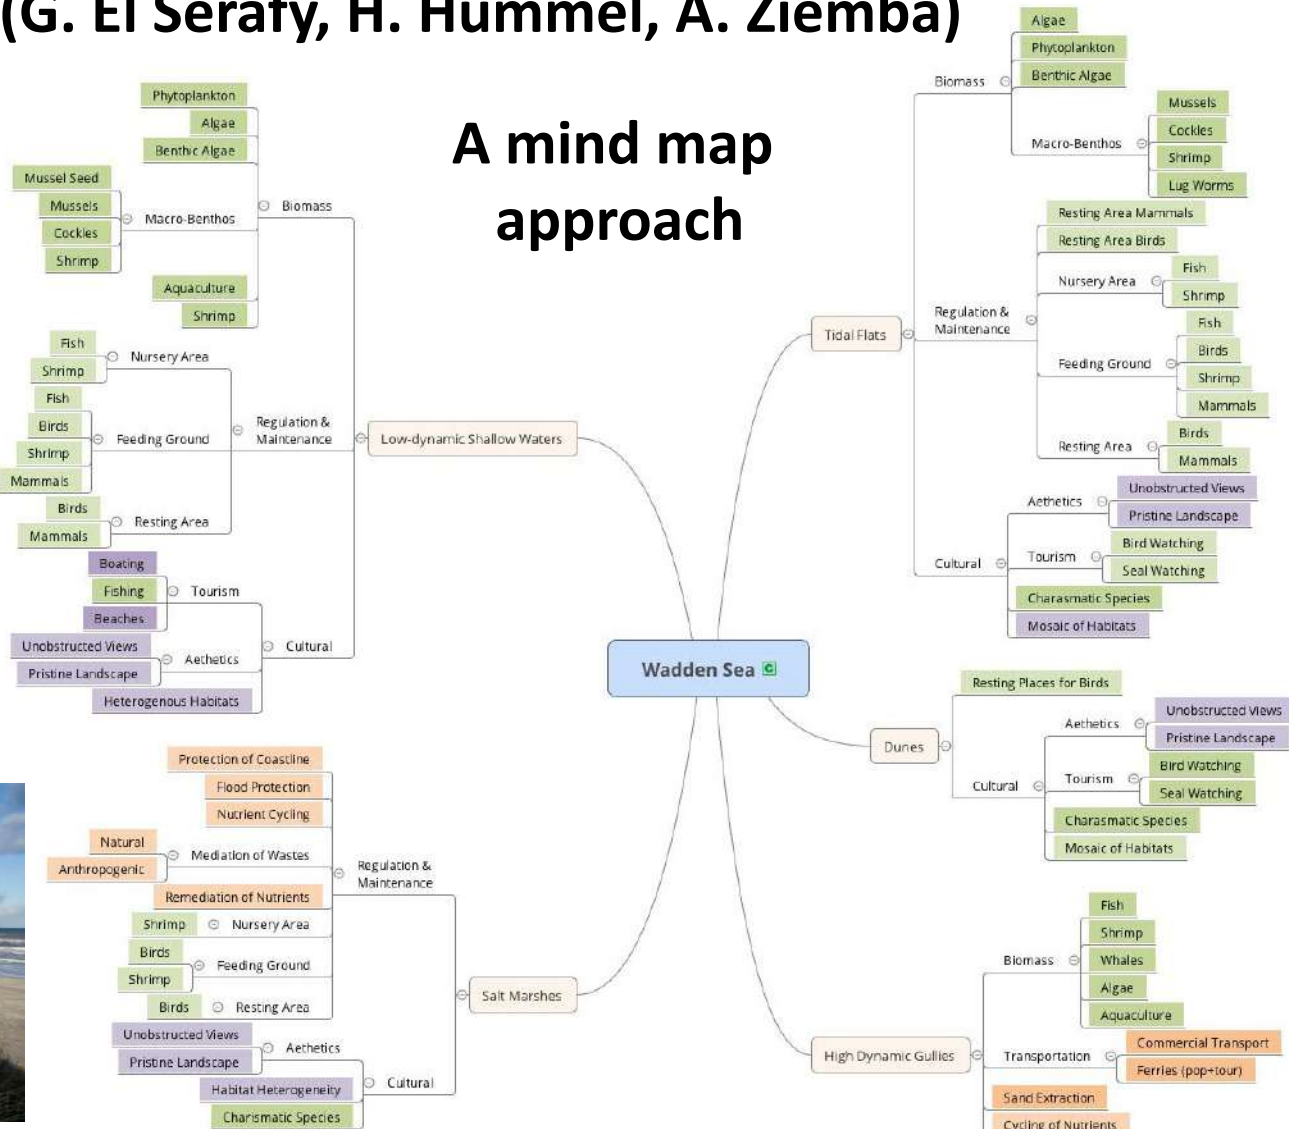 (G. El Serafy, H. Hummel, A. Ziemba)
A mind map
approach
Wadden Sea
Low-dynamic Shallow Waters
Biomass
Phytoplankton
Algae
Benthic Algae
Macro-Benthos
Mussel Seed
Mussels
Cockles
Shrimp
Aquaculture
Shrimp
Regulation &
Maintenance
Nursery Area
Fish
Shrimp
Feeding Ground
Fish
Birds
Shrimp
Mammals
Resting Area
Birds
Mammals
Cultural
Tourism
Boating
Fishing
Beaches
Aethetics
Unobstructed Views
Pristine Landscape
Heterogenous Habitats
Salt Marshes
Regulation &
Maintenance
Protection of Coastline
Flood Protection
Nutrient Cycling
Mediation of Wastes
Natural
Anthropogenic
Remediation of Nutrients
Nursery Area
Shrimp
Feeding Ground
Birds
Shrimp
Resting Area
Birds
Cultural
Aethetics
Unobstructed Views
Pristine Landscape
Habitat Heterogeneity
Charismatic Species
Tidal Flats
Biomass
Algae
Phytoplankton
Benthic Algae
Macro-Benthos
Mussels
Cockles
Shrimp
Lug Worms
Regulation &
Maintenance
Resting Area Mammals
Resting Area Birds
Nursery Area
Fish
Shrimp
Feeding Ground
Fish
Birds
Shrimp
Mammals
Resting Area
Birds
Mammals
Cultural
Aethetics
Unobstructed Views
Pristine Landscape
Tourism
Bird Watching
Seal Watching
Charasmatic Species
Mosaic of Habitats
Dunes
Resting Places for Birds
Cultural
Aethetics
Unobstructed Views
Pristine Landscape
Tourism
Bird Watching
Seal Watching
Charasmatic Species
Mosaic of Habitats
High Dynamic Gullies
Biomass
Fish
Shrimp
Whales
Algae
Aquaculture
Transportation
Commercial Transport
Ferries (pop+tour)
Sand Extraction
Cycling of Nutrients